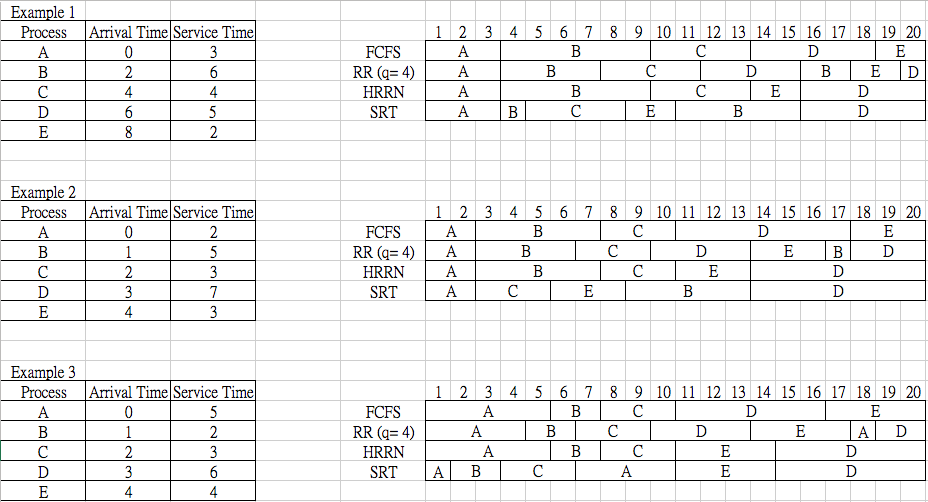 Example 1
Process Arrival Time Service Time 1 2 3 4 5 6 7 8 9 10 11 12 13 14 15 16 17 18 19 20
A 0 3 FCFS A B C D E
B 2 6 RR (q= 4) A B C D B E D
C 4 4 HRRN A B C E D
D 6 5 SRT A B C E B D
E 8 2
Example 2
Process Arrival Time Service Time 1 2 3 4 5 6 7 8 9 10 11 12 13 14 15 16 17 18 19 20
A 0 2 FCFS A B C D E
B 1 5 RR (q= 4) A B C D E B D
C 2 3 HRRN A B C E D
D 3 7 SRT A C E B D
E 4 3
Example 3
Process Arrival Time Service Time 1 2 3 4 5 6 7 8 9 10 11 12 13 14 15 16 17 18 19 20
A 0 5 FCFS A B C D E
B 1 2 RR (q= 4) A B C D E A D
C 2 3 HRRN A B C E D
D 3 6 SRT A B C A E D
E 4 4